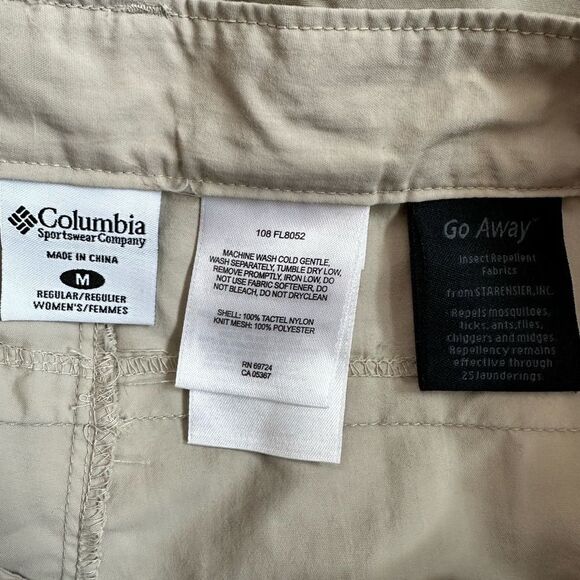 Columbia
Sportswear Company
MADE IN CHINA
M
REGULAR/REGULIER
WOMEN'S/FEMMES
108 FL8052
MACHINE WASH COLD GENTLE,
WASH SEPARATELY, TUMBLE DRY LOW,
REMOVE PROMPTLY, IRON LOW, DO
NOT USE FABRIC SOFTENER, DO
NOT BLEACH, DO NOT DRYCLEAN
SHELL: 100% TACTEL NYLON
KNIT MESH: 100% POLYESTER
RN 69724
CA 05367
Go Away™
Insect Repellent
Fabrics
from STARENSIER, INC.
Repels mosquitoes,
ticks, ants, flies,
chiggers and midges.
Repellency remains
effective through
25 launderings.